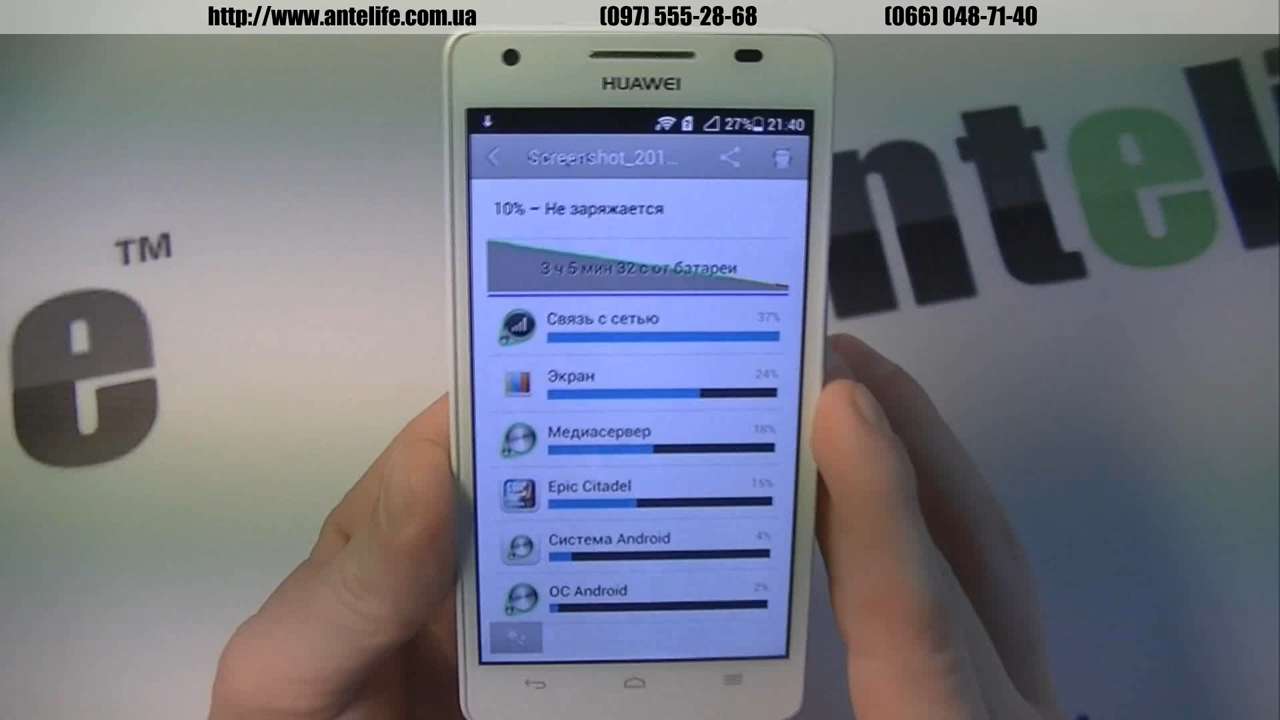 http://www.antelife.com.ua (097) 555-28-68 (066) 048-71-40
HUAWEI
27% 21:40
Screenshot_201...
10% – Не заряжается
3 ч 5 мин 32 с от батареи
Связь с сетью 37%
Экран 24%
Медиасервер 18%
Epic Citadel 15%
Система Android 4%
ОС Android 2%
TM
e
antel